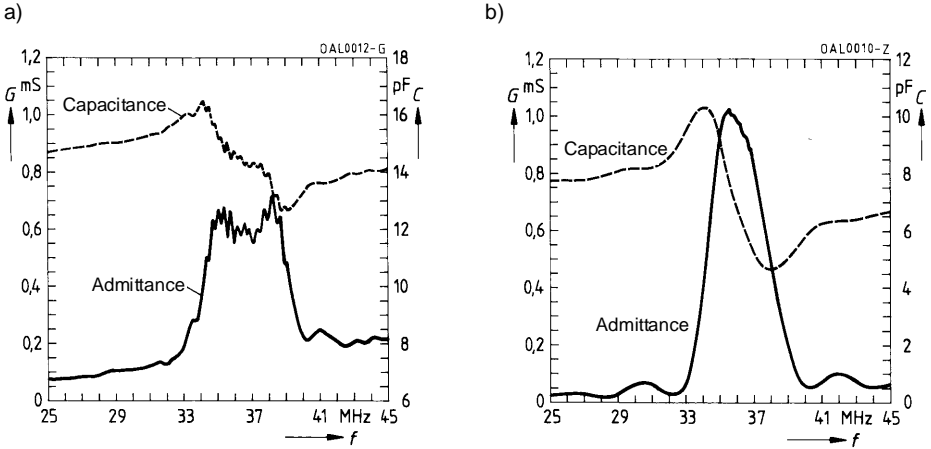 a)
OAL0012-G
1,2
mS
G
1,0
0,8
0,6
0,4
0,2
0
18
pF
C
16
14
12
10
8
6
Capacitance
Admittance
25 29 33 37 41 MHz 45
f
b)
OAL0010-Z
1,2
mS
G
1,0
0,8
0,6
0,4
0,2
0
12
pF
C
10
8
6
4
2
0
Capacitance
Admittance
25 29 33 37 41 MHz 45
f